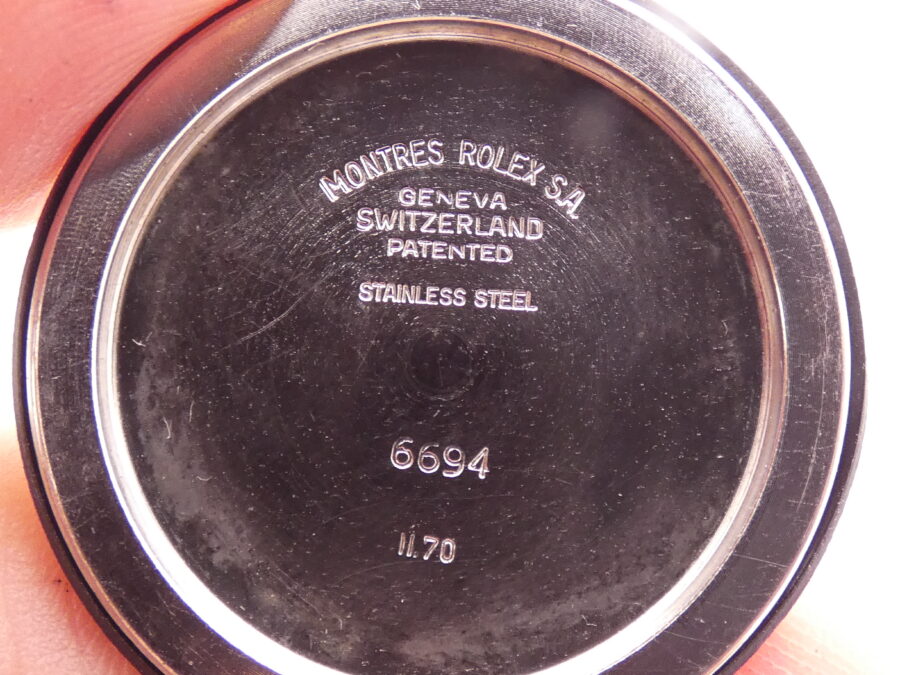 MONTRES ROLEX S.A.
GENEVA
SWITZERLAND
PATENTED
STAINLESS STEEL
6694
II.70